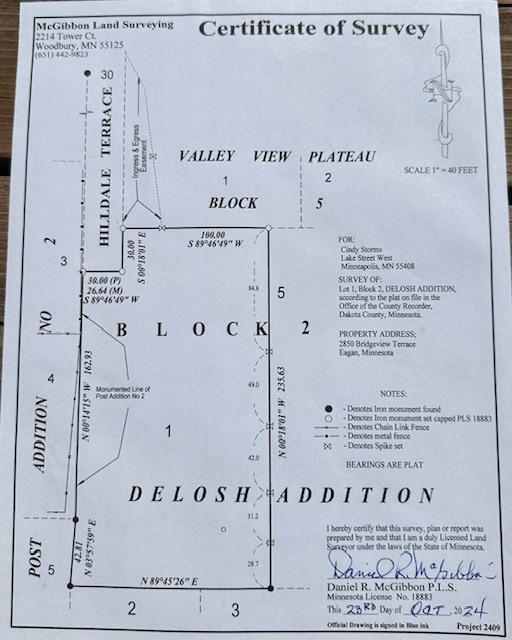 McGibbon Land Surveying
2214 Tower Ct.
Woodbury, MN 55125
(651) 442-9823
Certificate of Survey
N
SCALE 1" = 40 FEET
30
HILLDALE TERRACE
Ingress & Egress
Easement
VALLEY VIEW PLATEAU
1
2
BLOCK 5
100.00
S 89°46'49" W
30.00
S 00°18'01" E
30.00 (P)
26.64 (M)
S 89°46'49" W
2
3
NO
4
ADDITION
POST
5
BLOCK 2
5
84.8
49.0
42.0
31.2
28.7
N 00°18'01" W 235.63
N 00°14'15" W 162.93
Monumented Line of
Post Addition No 2
1
DELOSH ADDITION
42.81
N 03°57'59" E
N 89°45'26" E
2
3
FOR:
Cindy Storms
Lake Street West
Minneapolis, MN 55408
SURVEY OF:
Lot 1, Block 2, DELOSH ADDITION,
according to the plat on file in the
Office of the County Recorder,
Dakota County, Minnesota.
PROPERTY ADDRESS;
2850 Bridgeview Terrace
Eagan, Minnesota
NOTES:
- Denotes Iron monument found
- Denotes Iron monument set capped PLS 18883
- Denotes Chain Link Fence
- Denotes metal fence
- Denotes Spike set
BEARINGS ARE PLAT
I hereby certify that this survey, plan or report was
prepared by me and that I am a duly Licensed Land
Surveyor under the laws of the State of Minnesota.
Daniel R McGibbon
Daniel R. McGibbon P.L.S.
Minnesota License No. 18883
This 23RD Day of OCT, 2024
Official Drawing is signed in Blue ink
Project 2409